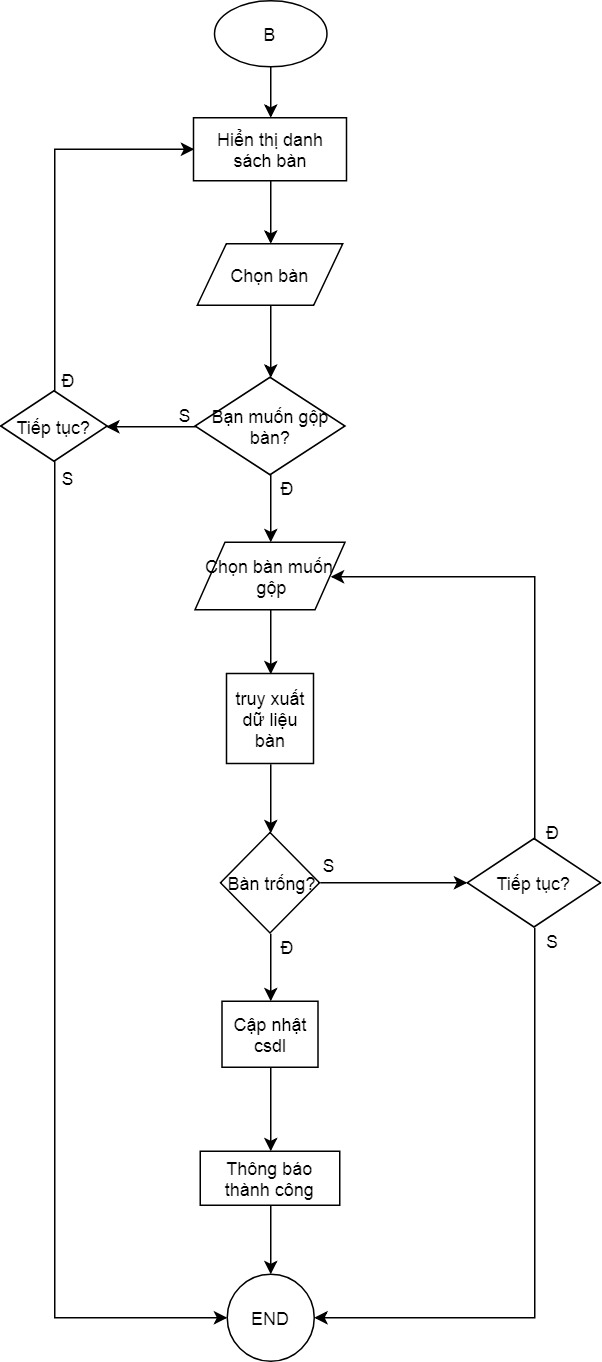 B
Hiển thị danh
sách bàn
Chọn bàn
Đ
Tiếp tục?
S
S
Bạn muốn gộp
bàn?
Đ
Chọn bàn muốn
gộp
truy xuất
dữ liệu
bàn
Bàn trống?
S
Đ
Tiếp tục?
S
Đ
Cập nhật
csdl
Thông báo
thành công
END